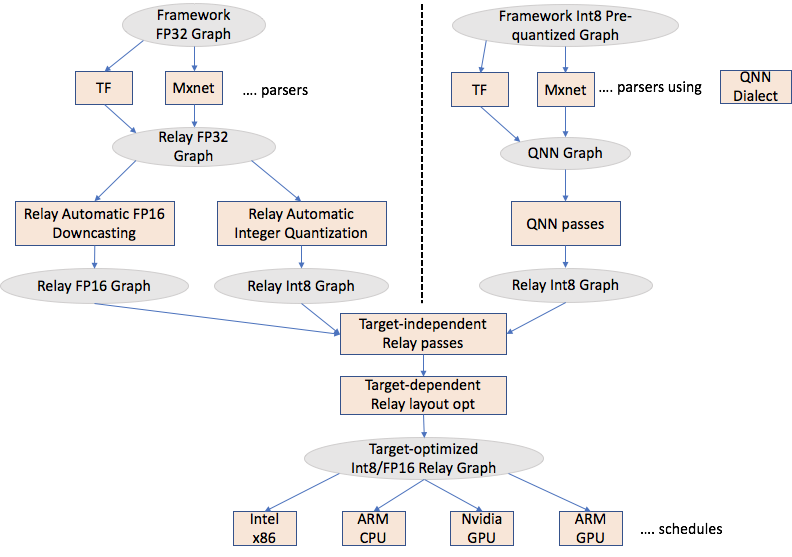 Framework
FP32 Graph
Framework Int8 Pre-
quantized Graph
TF
Mxnet
.... parsers
TF
Mxnet
.... parsers using
QNN
Dialect
Relay FP32
Graph
QNN Graph
Relay Automatic FP16
Downcasting
Relay Automatic
Integer Quantization
QNN passes
Relay FP16 Graph
Relay Int8 Graph
Relay Int8 Graph
Target-independent
Relay passes
Target-dependent
Relay layout opt
Target-optimized
Int8/FP16 Relay Graph
Intel
x86
ARM
CPU
Nvidia
GPU
ARM
GPU
.... schedules